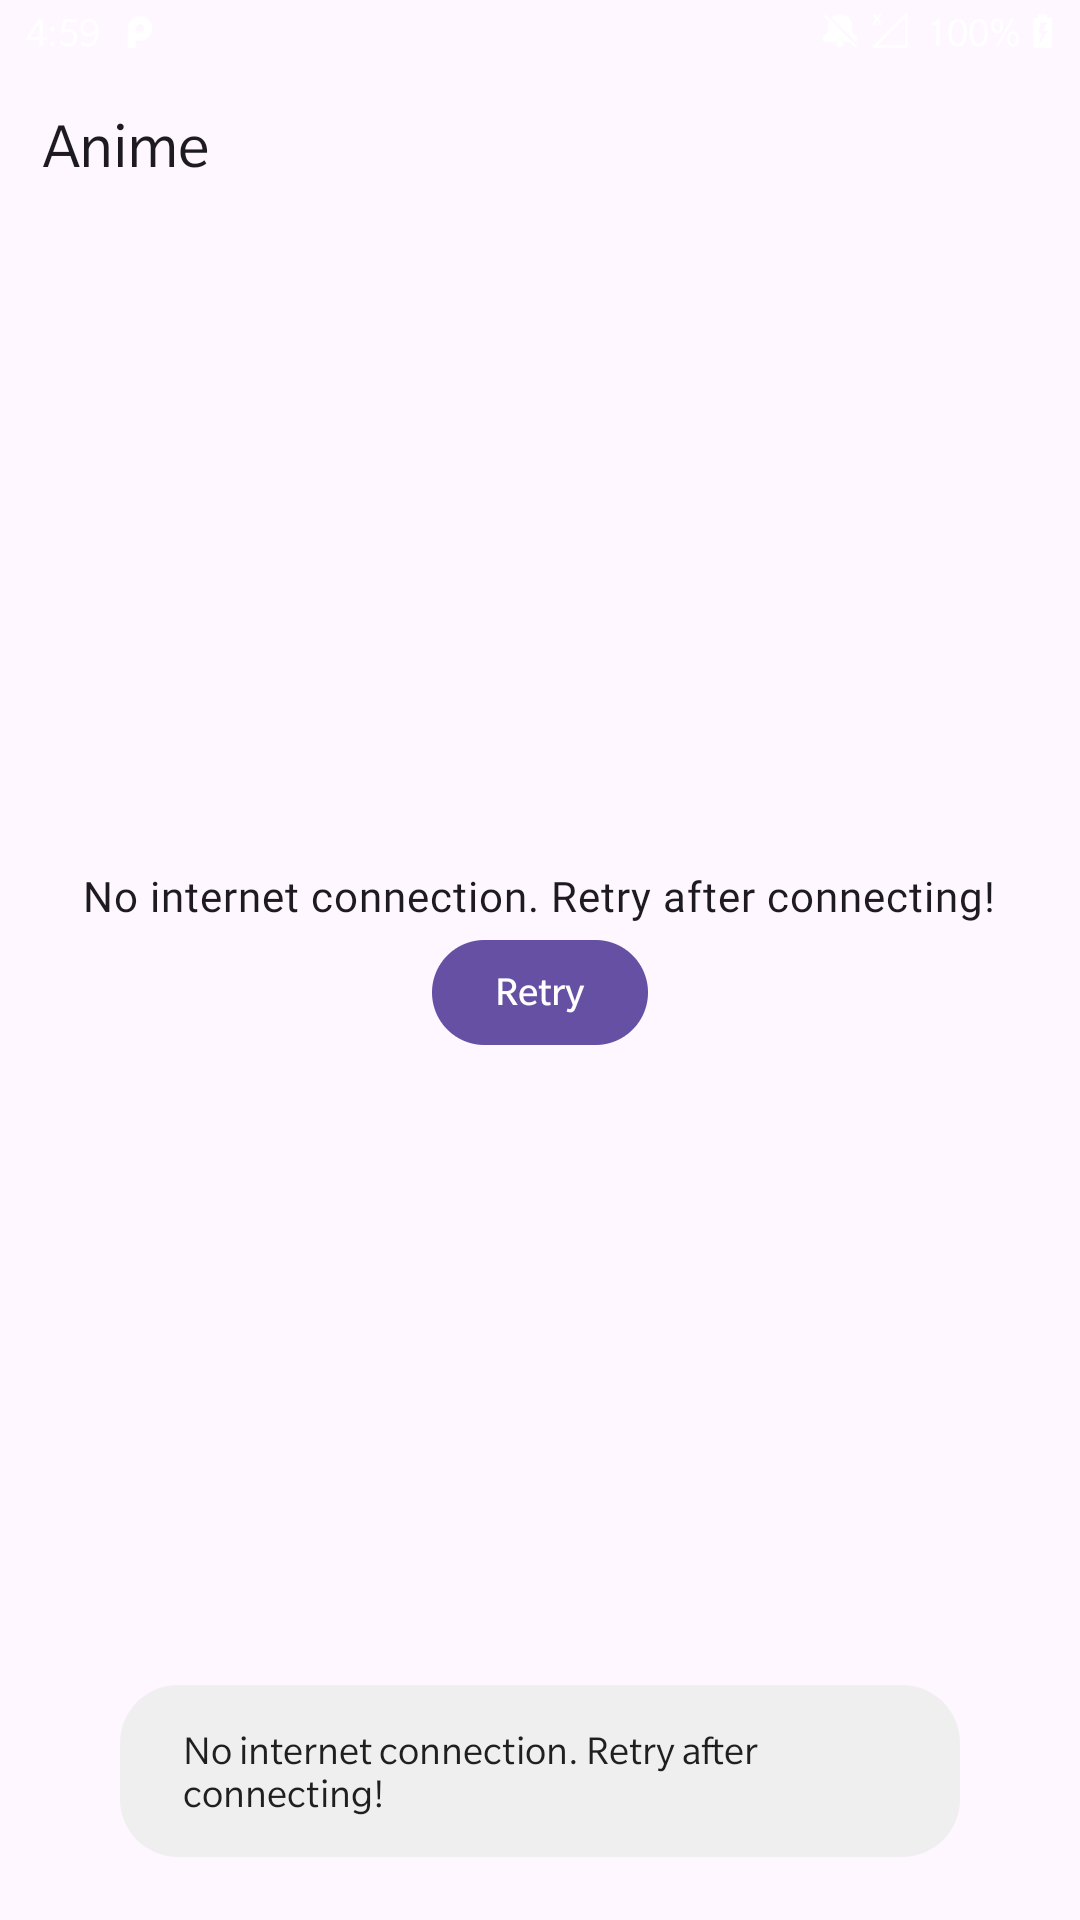 4:59 100%
Anime
No internet connection. Retry after connecting!
Retry
No internet connection. Retry after
connecting!